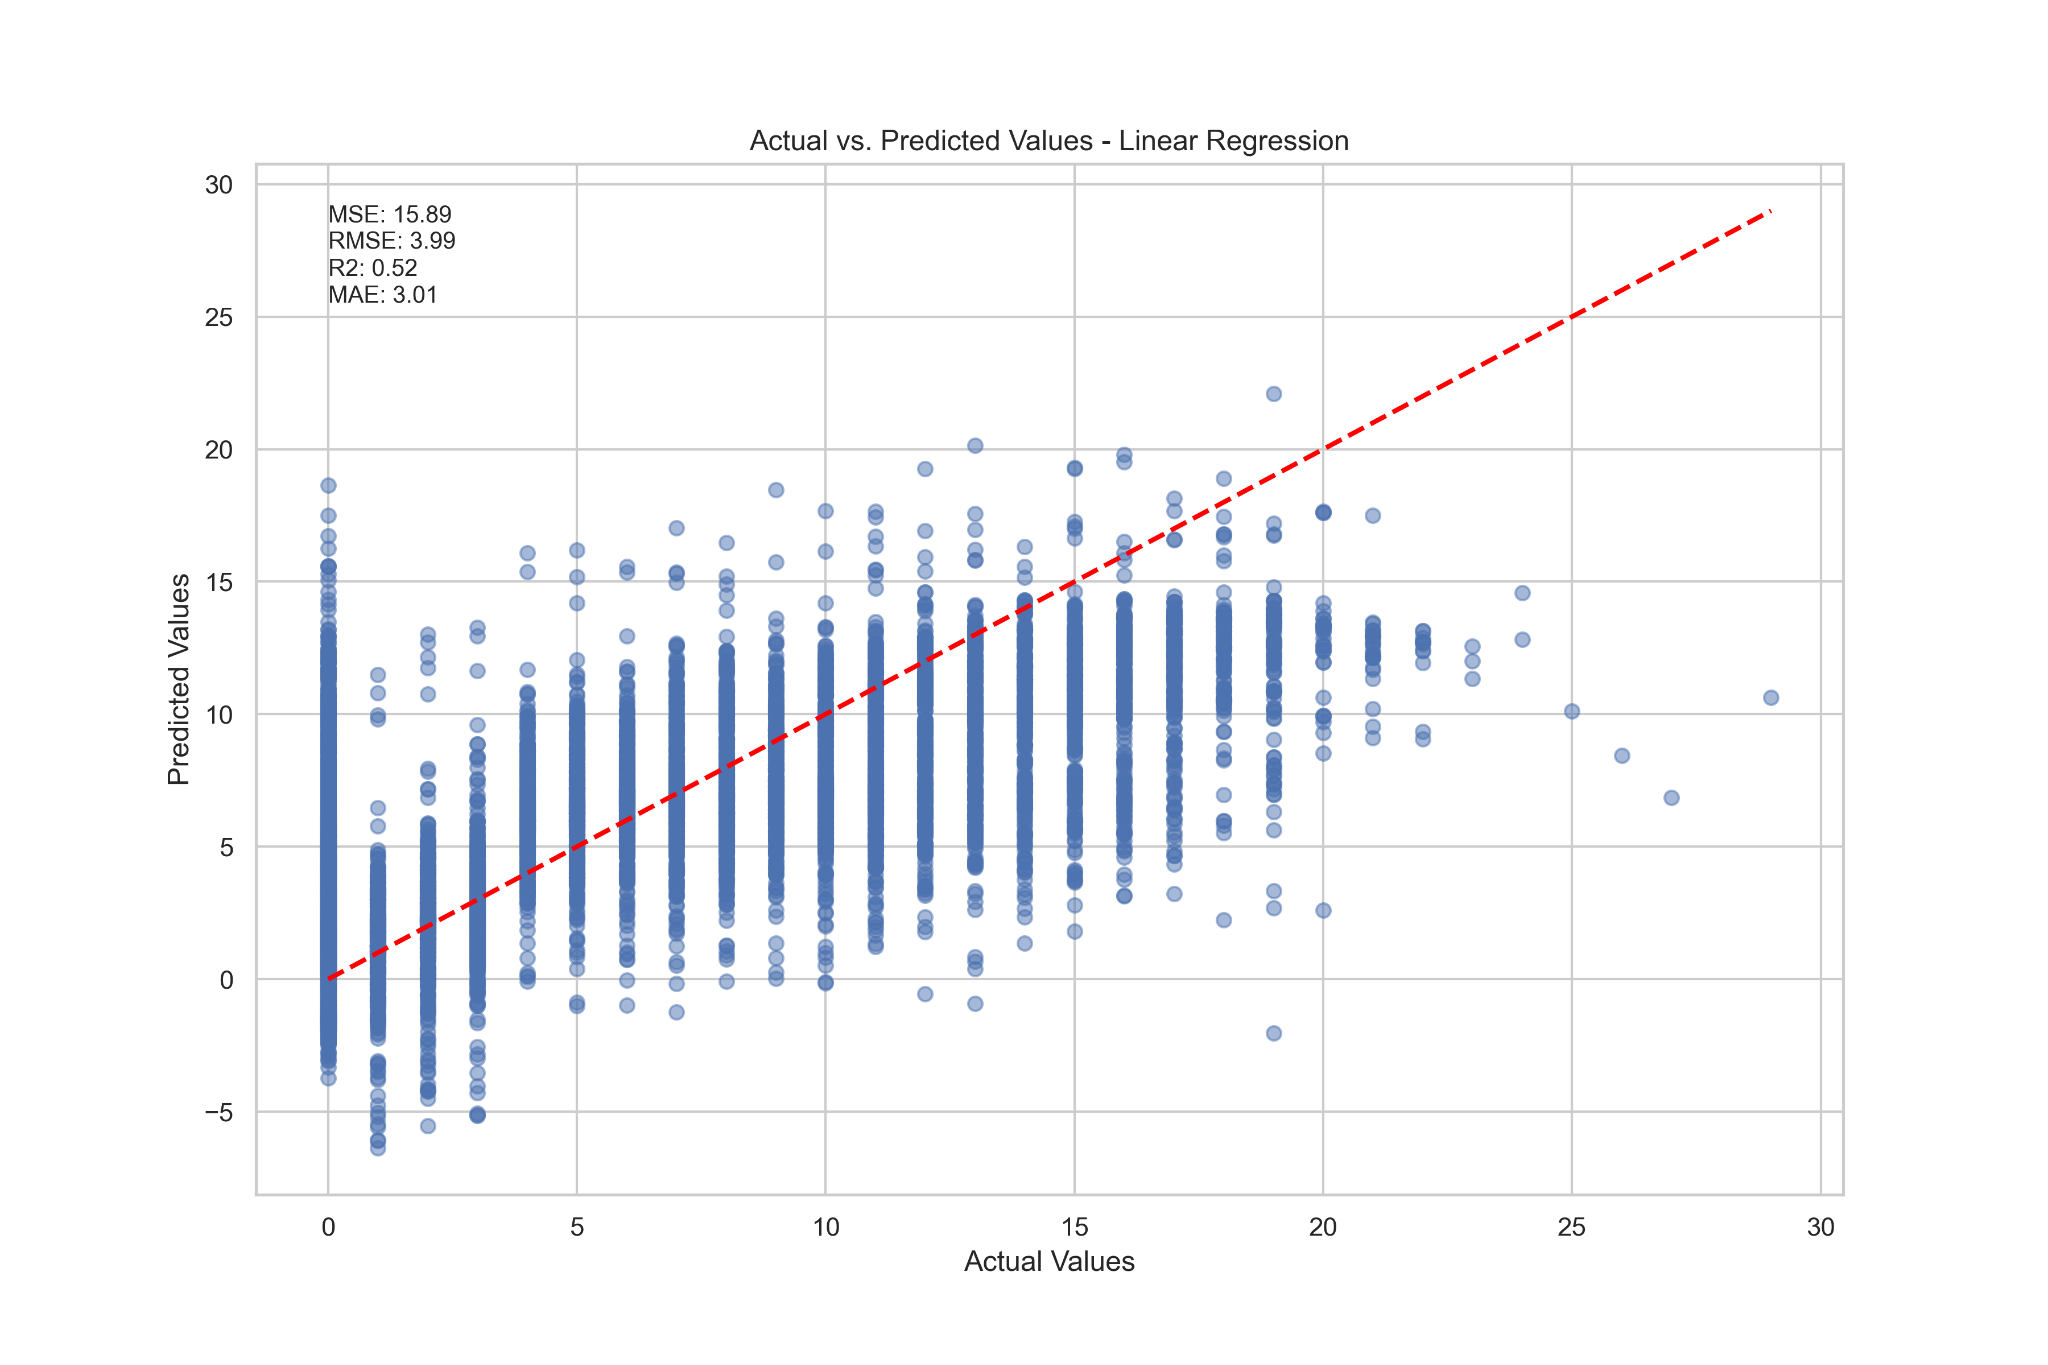 Actual vs. Predicted Values - Linear Regression
30
MSE: 15.89
RMSE: 3.99
R2: 0.52
MAE: 3.01
25
20
15
10
5
0
−5
Predicted Values
0 5 10 15 20 25 30
Actual Values